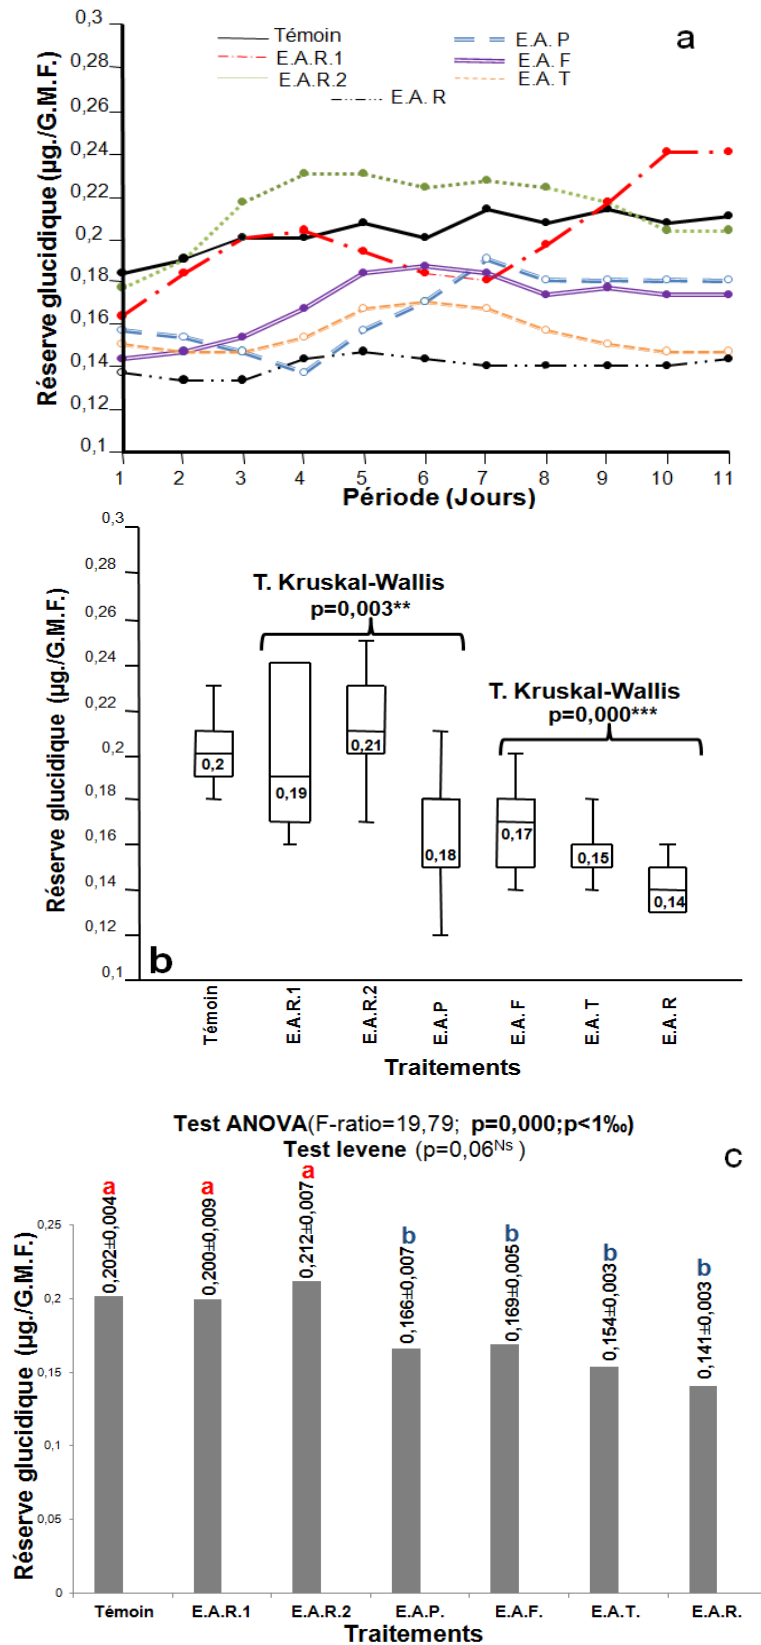 0,3
0,28
0,26
0,24
0,22
0,2
0,18
0,16
0,14
0,12
0,1
Réserve glucidique (µg./G.M.F.)
Témoin
E.A. P
a
E.A.R.1
E.A. F
E.A.R.2
E.A. T
E.A. R
1 2 3 4 5 6 7 8 9 10 11
Période (Jours)
0,3
0,28
0,26
0,24
0,22
0,2
0,18
0,16
0,14
0,12
0,1
Réserve glucidique (µg./G.M.F.)
T. Kruskal-Wallis
p=0,003**
T. Kruskal-Wallis
p=0,000***
0,2
0,19
0,21
0,18
0,17
0,15
0,14
b
Témoin
E.A.R.1
E.A.R.2
E.A.P
E.A. F
E.A. T
E.A. R
Traitements
Test ANOVA(F-ratio=19,79; p=0,000;p<1‰)
Test levene (p=0,06ᴺˢ )
c
a
a
a
b
b
b
b
0,202±0,004
0,200±0,009
0,212±0,007
0,166±0,007
0,169±0,005
0,154±0,003
0,141±0,003
0,25
0,2
0,15
0,1
0,05
0
Réserve glucidique (µg./G.M.F.)
Témoin E.A.R.1 E.A.R.2 E.A.P. E.A.F. E.A.T. E.A.R.
Traitements